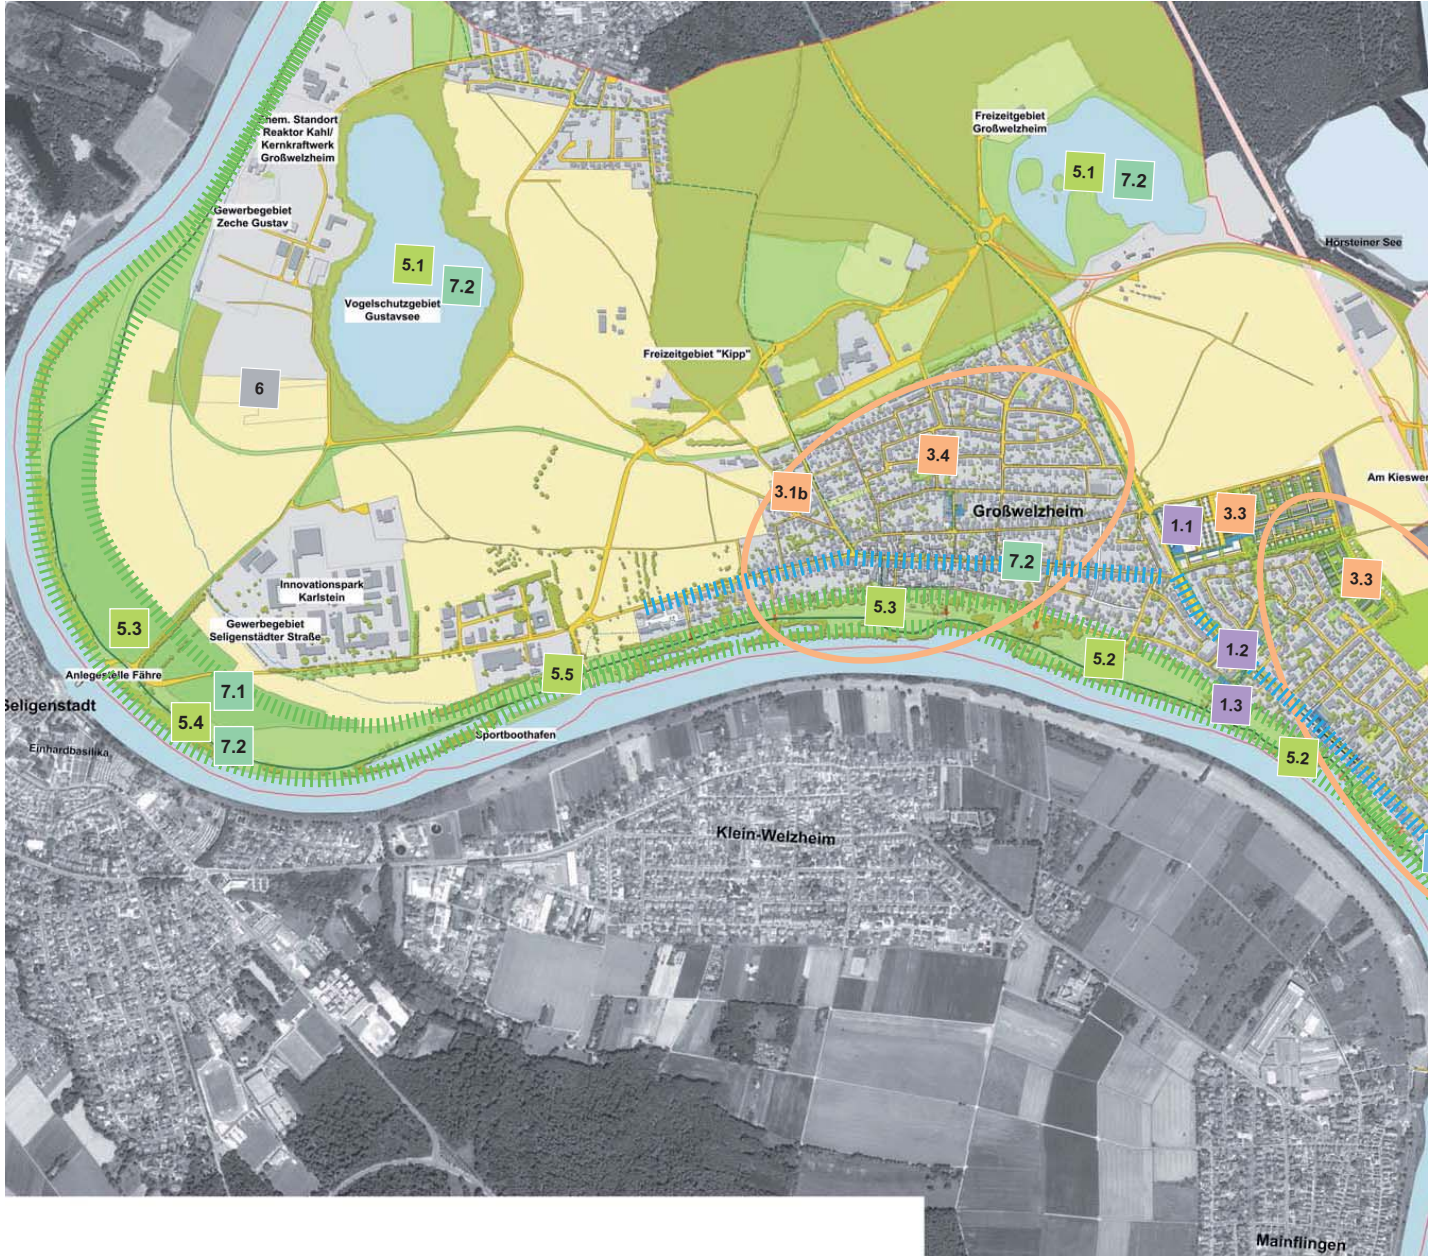 Chem. Standort
Reaktor Kahl/
Kernkraftwerk
Großwelzheim
Freizeitgebiet
Großwelzheim
5.1
7.2
Gewerbegebiet
Zeche Gustav
Hörsteiner See
5.1
7.2
Vogelschutzgebiet
Gustavsee
Freizeitgebiet "Kipp"
6
3.4
Am Kieswer
3.1b
Großwelzheim
1.1
3.3
7.2
3.3
Innovationspark
Karlstein
5.3
Gewerbegebiet
Seligenstädter Straße
5.3
1.2
5.2
Anlegestelle Fähre
5.5
7.1
1.3
Seligenstadt
5.4
7.2
Sportboothafen
Einhardbasilika
5.2
Klein-Welzheim
Mainflingen